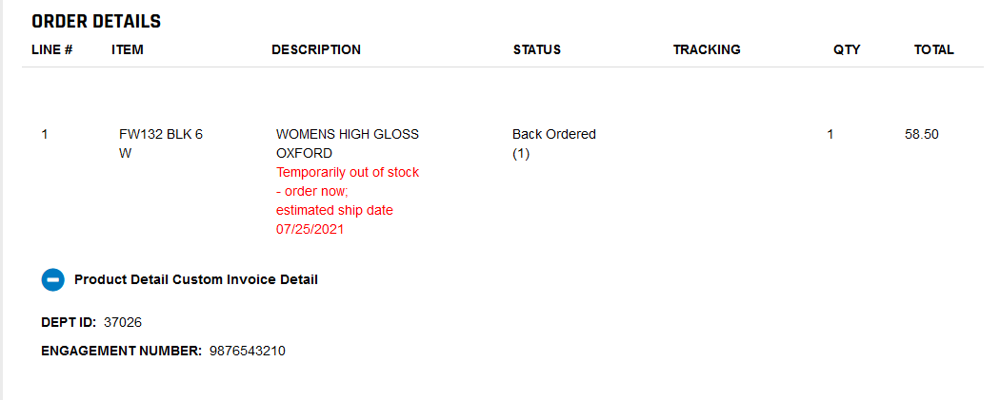 ORDER DETAILS
LINE # ITEM DESCRIPTION STATUS TRACKING QTY TOTAL
1 FW132 BLK 6 WOMENS HIGH GLOSS Back Ordered 1 58.50
W OXFORD (1)
Temporarily out of stock
- order now;
estimated ship date
07/25/2021
Product Detail Custom Invoice Detail
DEPT ID: 37026
ENGAGEMENT NUMBER: 9876543210